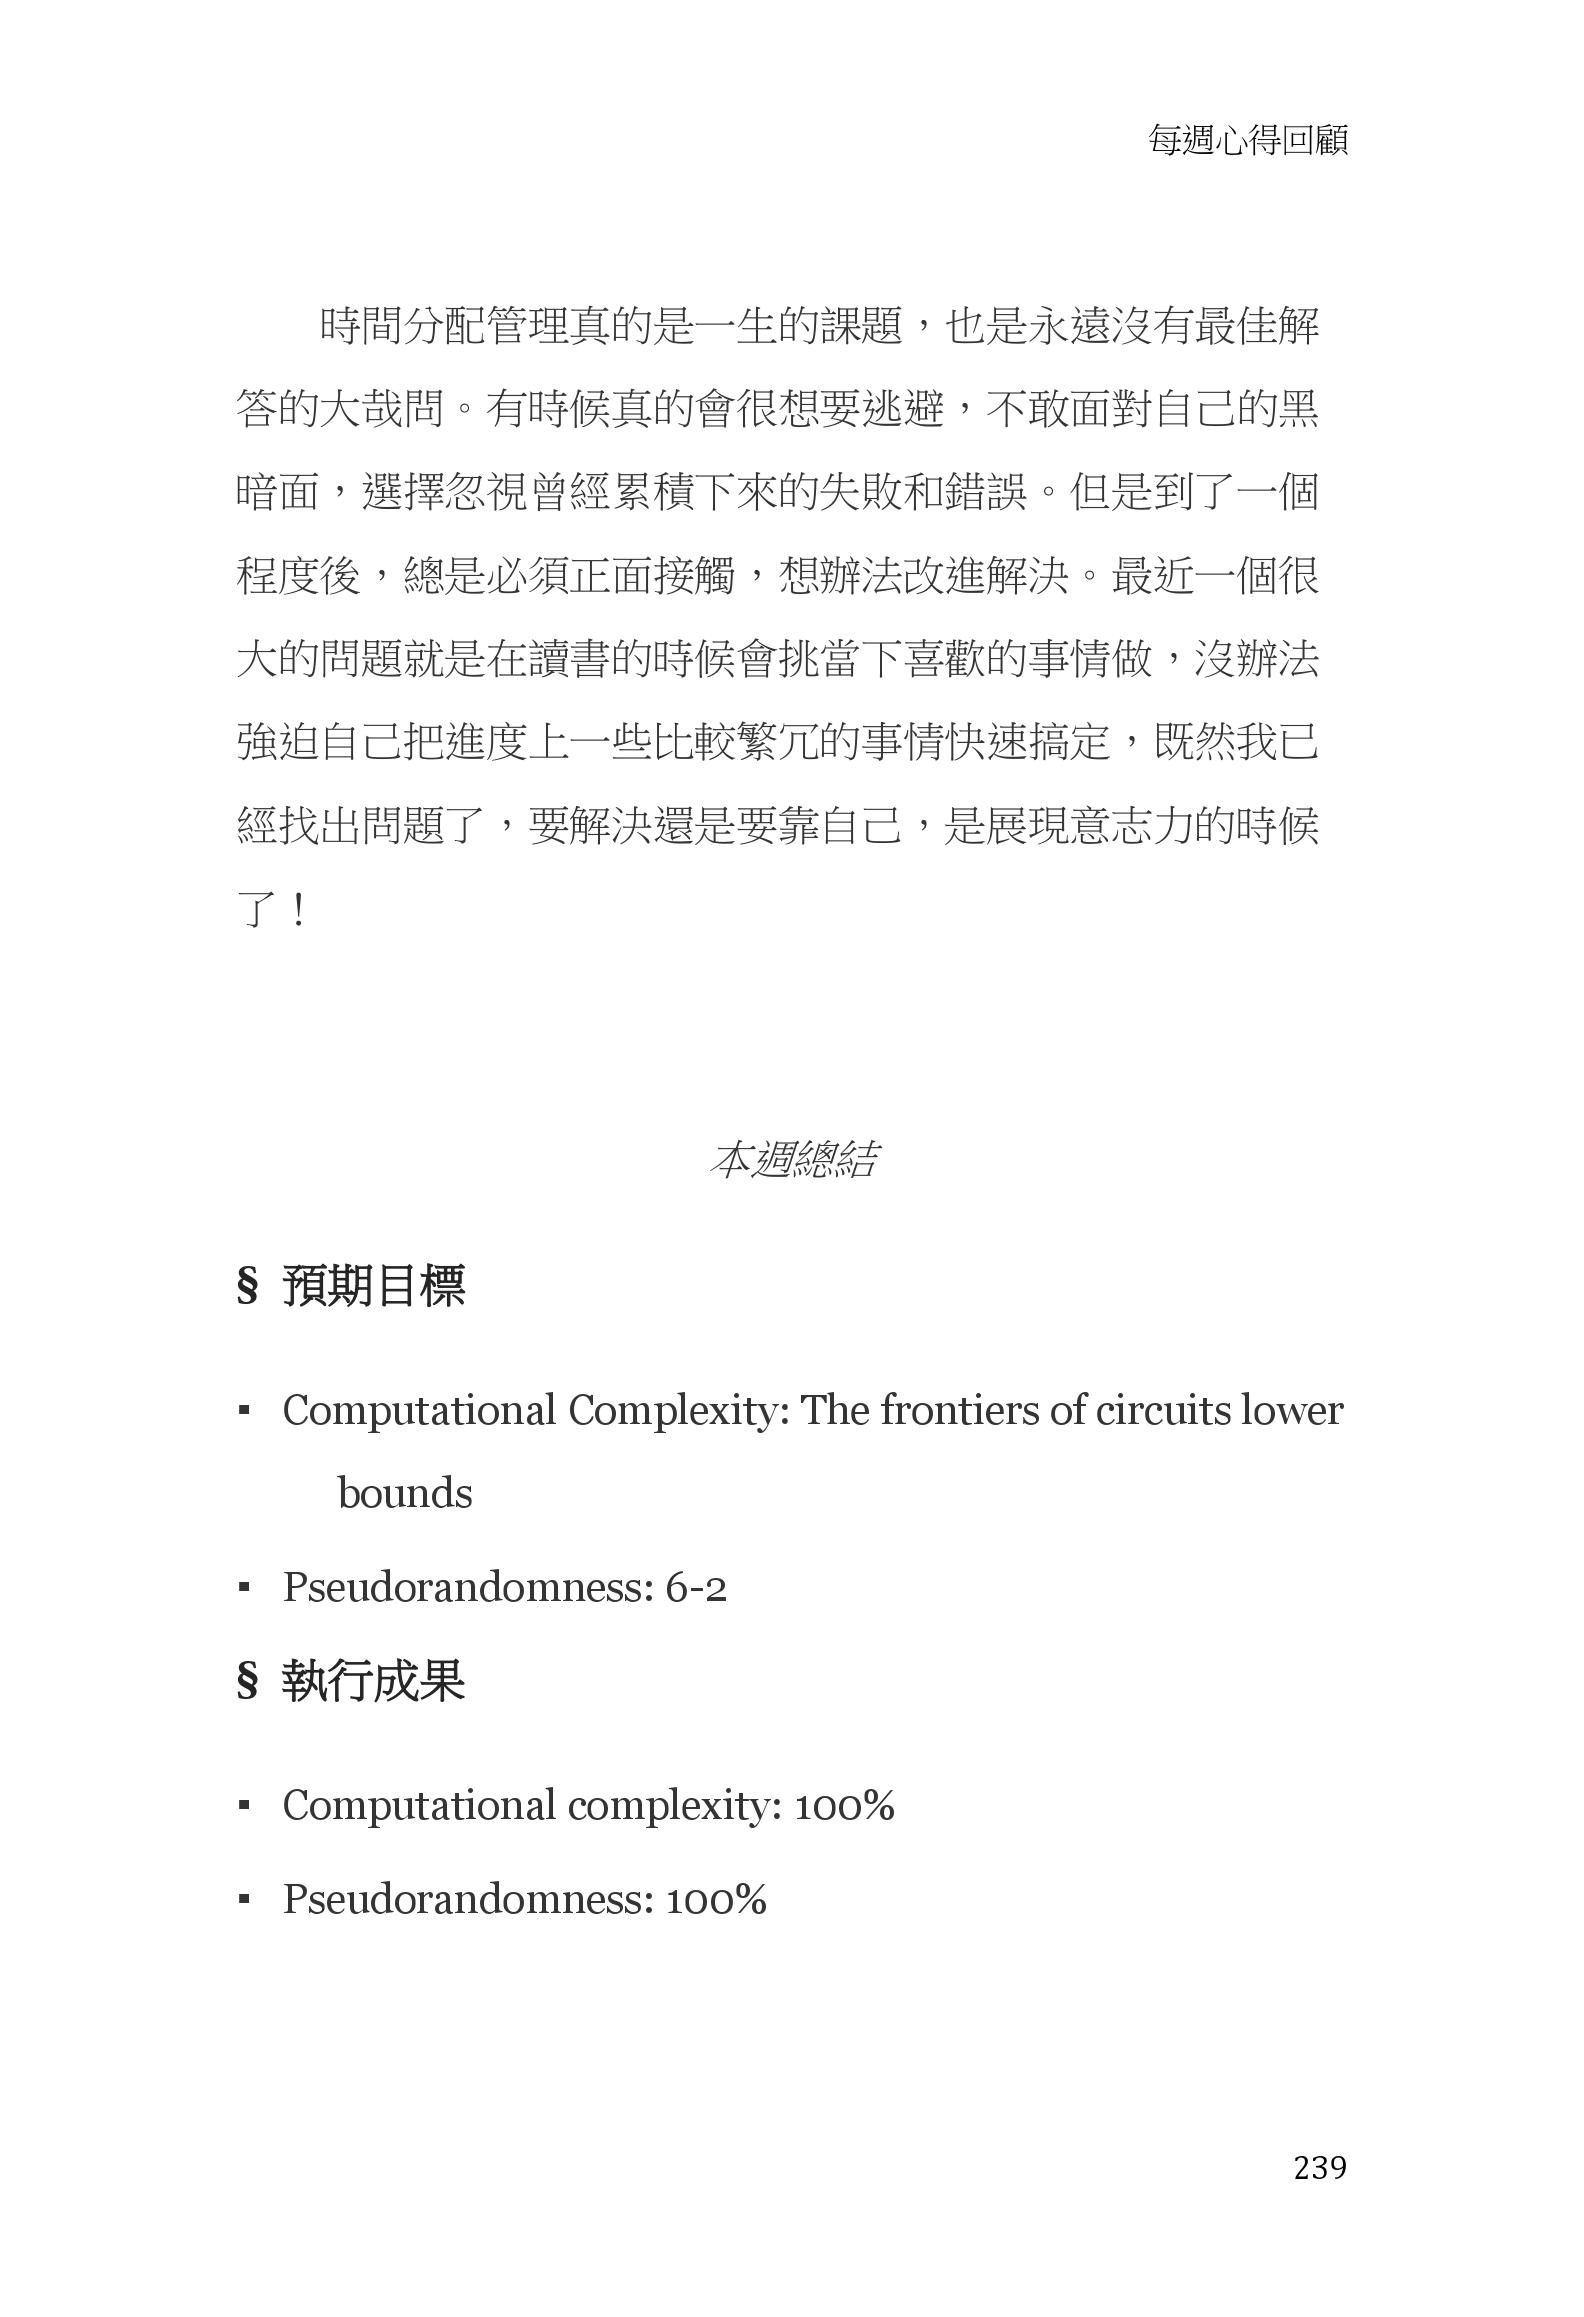 每週心得回顧
時間分配管理真的是一生的課題，也是永遠沒有最佳解
答的大哉問。有時候真的會很想要逃避，不敢面對自己的黑
暗面，選擇忽視曾經累積下來的失敗和錯誤。但是到了一個
程度後，總是必須正面接觸，想辦法改進解決。最近一個很
大的問題就是在讀書的時候會挑當下喜歡的事情做，沒辦法
強迫自己把進度上一些比較繁冗的事情快速搞定，既然我已
經找出問題了，要解決還是要靠自己，是展現意志力的時候
了！
本週總結
§ 預期目標
▪ Computational Complexity: The frontiers of circuits lower
bounds
▪ Pseudorandomness: 6-2
§ 執行成果
▪ Computational complexity: 100%
▪ Pseudorandomness: 100%
239